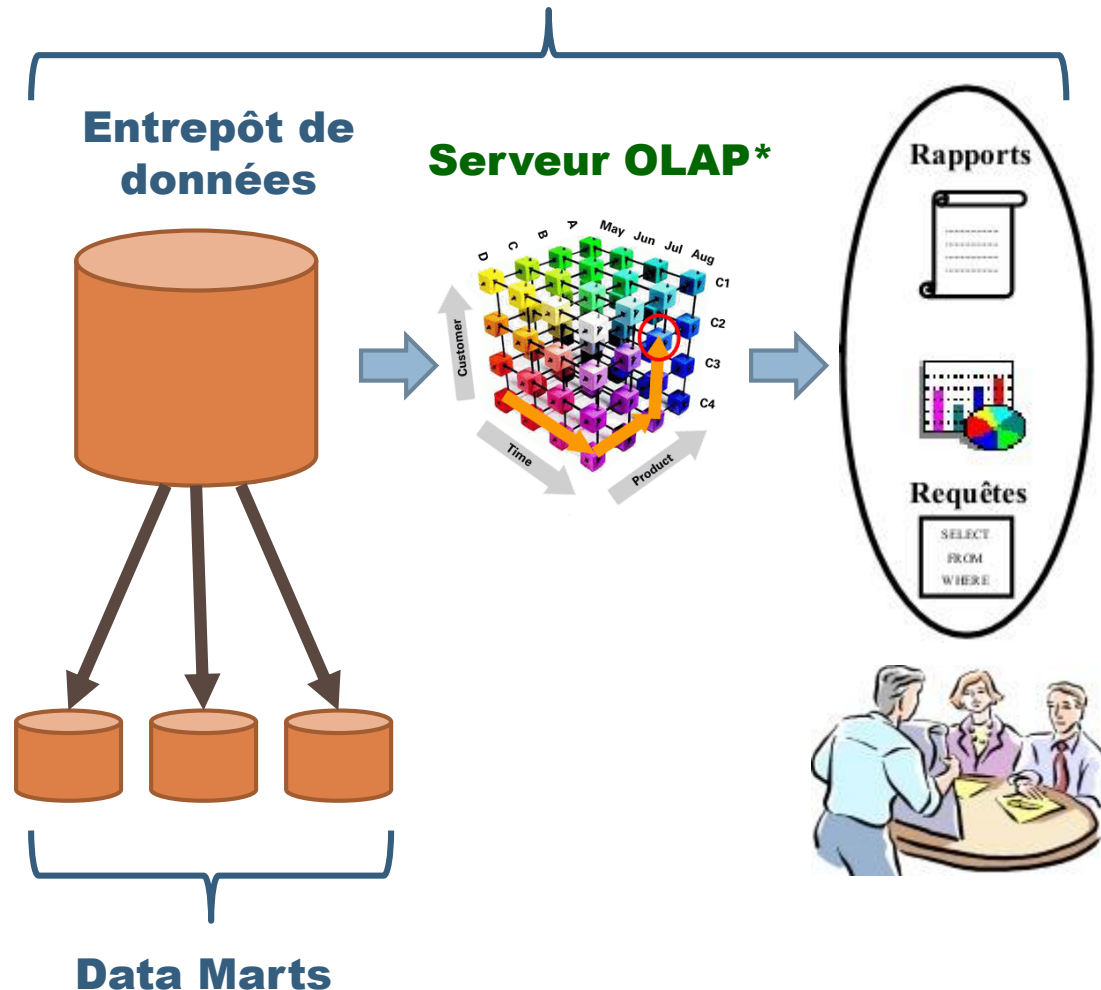 Entrepôt de
données
Serveur OLAP*
D
C
B
A
May
Jun
Jul
Aug
C1
C2
C3
C4
Customer
Time
Product
Rapports
Requêtes
SELECT
FROM
WHERE
Data Marts